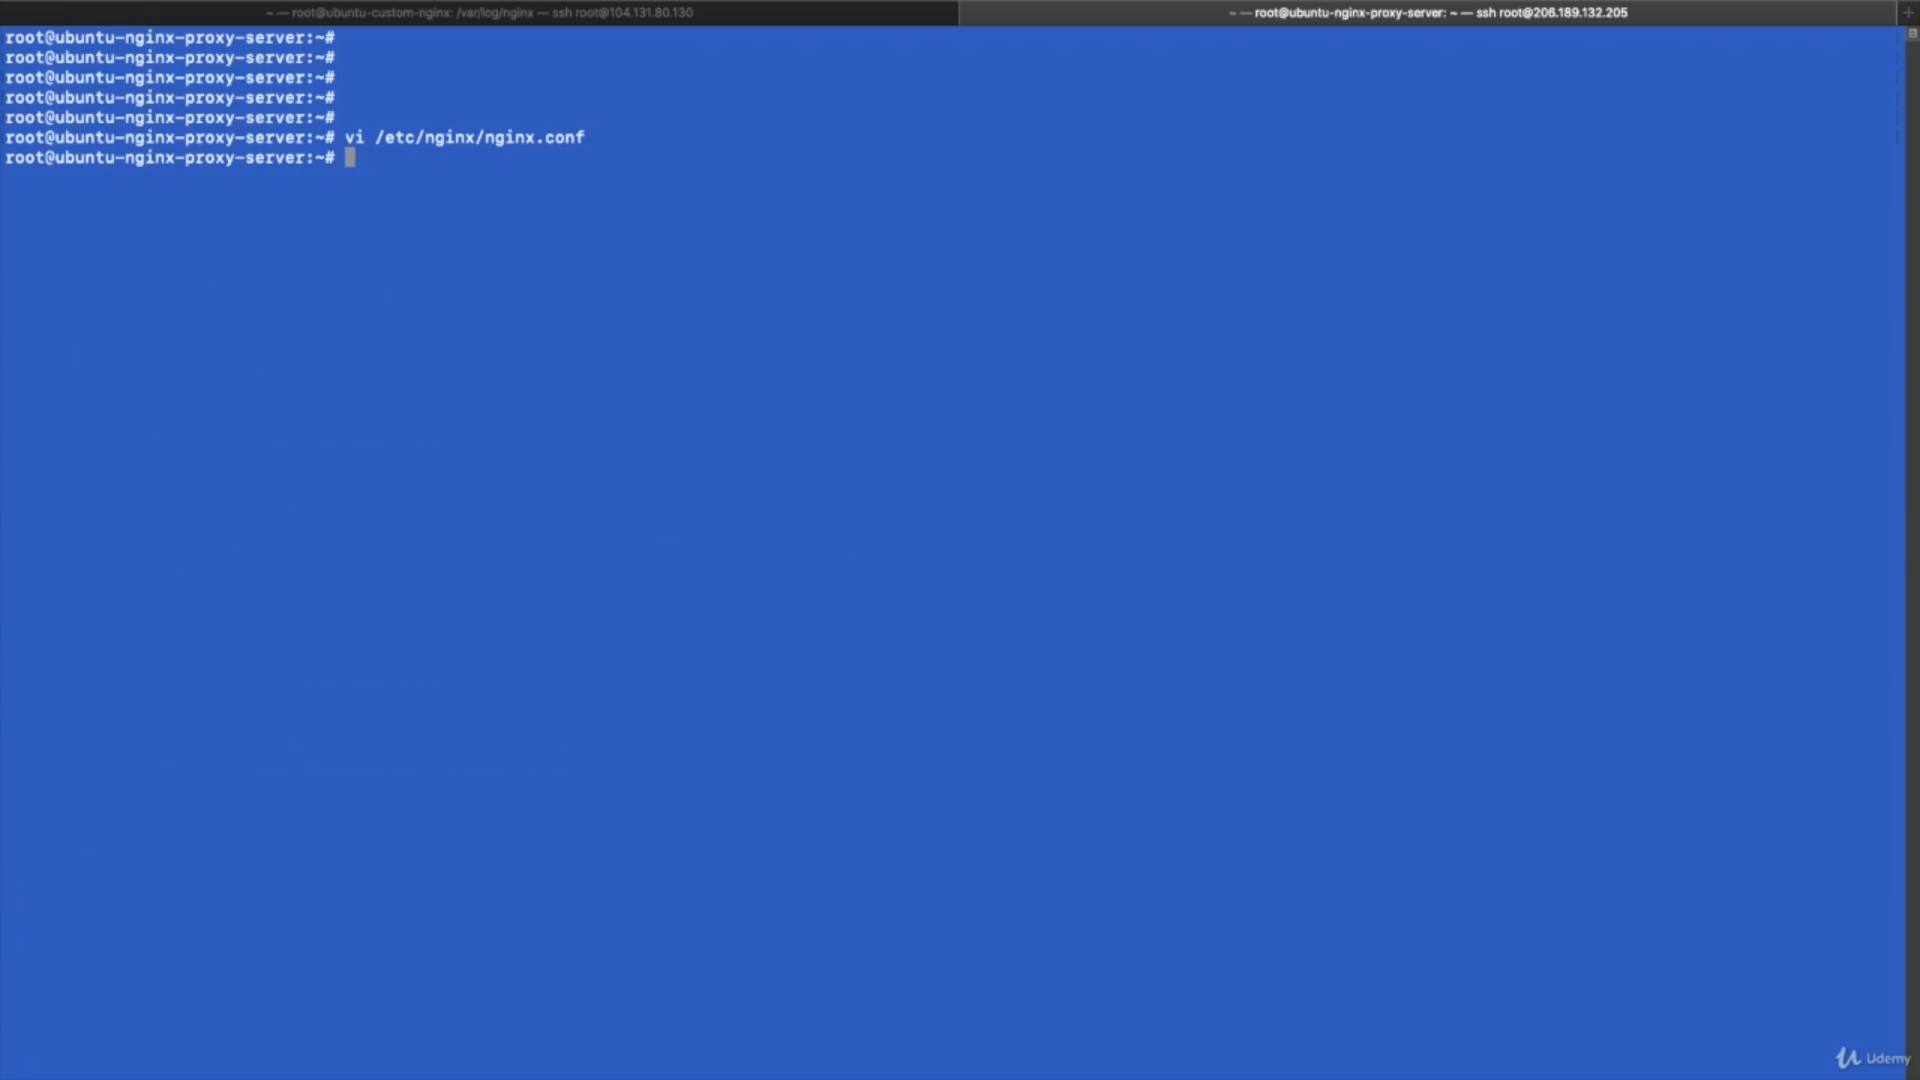 ~ — root@ubuntu-custom-nginx: /var/log/nginx — ssh root@104.131.80.130
~ — root@ubuntu-nginx-proxy-server: ~ — ssh root@206.189.132.205
root@ubuntu-nginx-proxy-server:~#
root@ubuntu-nginx-proxy-server:~#
root@ubuntu-nginx-proxy-server:~#
root@ubuntu-nginx-proxy-server:~#
root@ubuntu-nginx-proxy-server:~#
root@ubuntu-nginx-proxy-server:~# vi /etc/nginx/nginx.conf
root@ubuntu-nginx-proxy-server:~#
Udemy